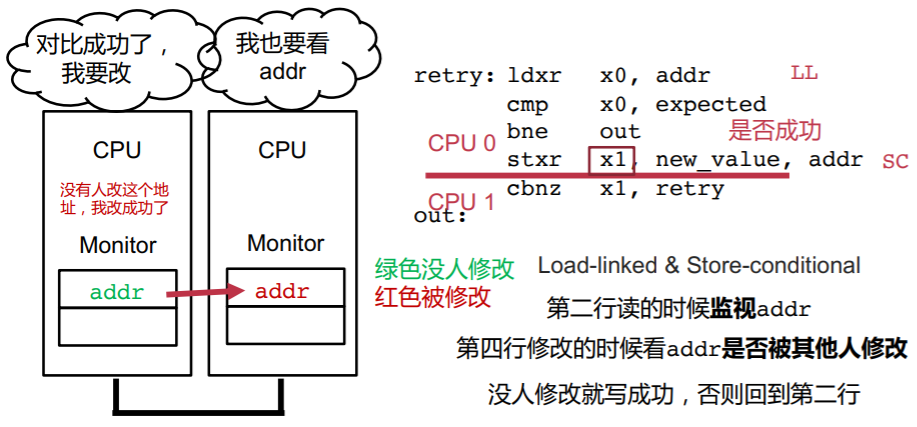 对比成功了，
我要改
我也要看
addr
CPU
没有人改这个地
址，我改成功了
Monitor
addr
CPU
Monitor
addr
retry: ldxr x0, addr LL
cmp x0, expected
bne out 是否成功
CPU 0
stxr x1, new_value, addr SC
cbnz x1, retry
CPU 1
out:
绿色没人修改
红色被修改
Load-linked & Store-conditional
第二行读的时候监视addr
第四行修改的时候看addr是否被其他人修改
没人修改就写成功，否则回到第二行